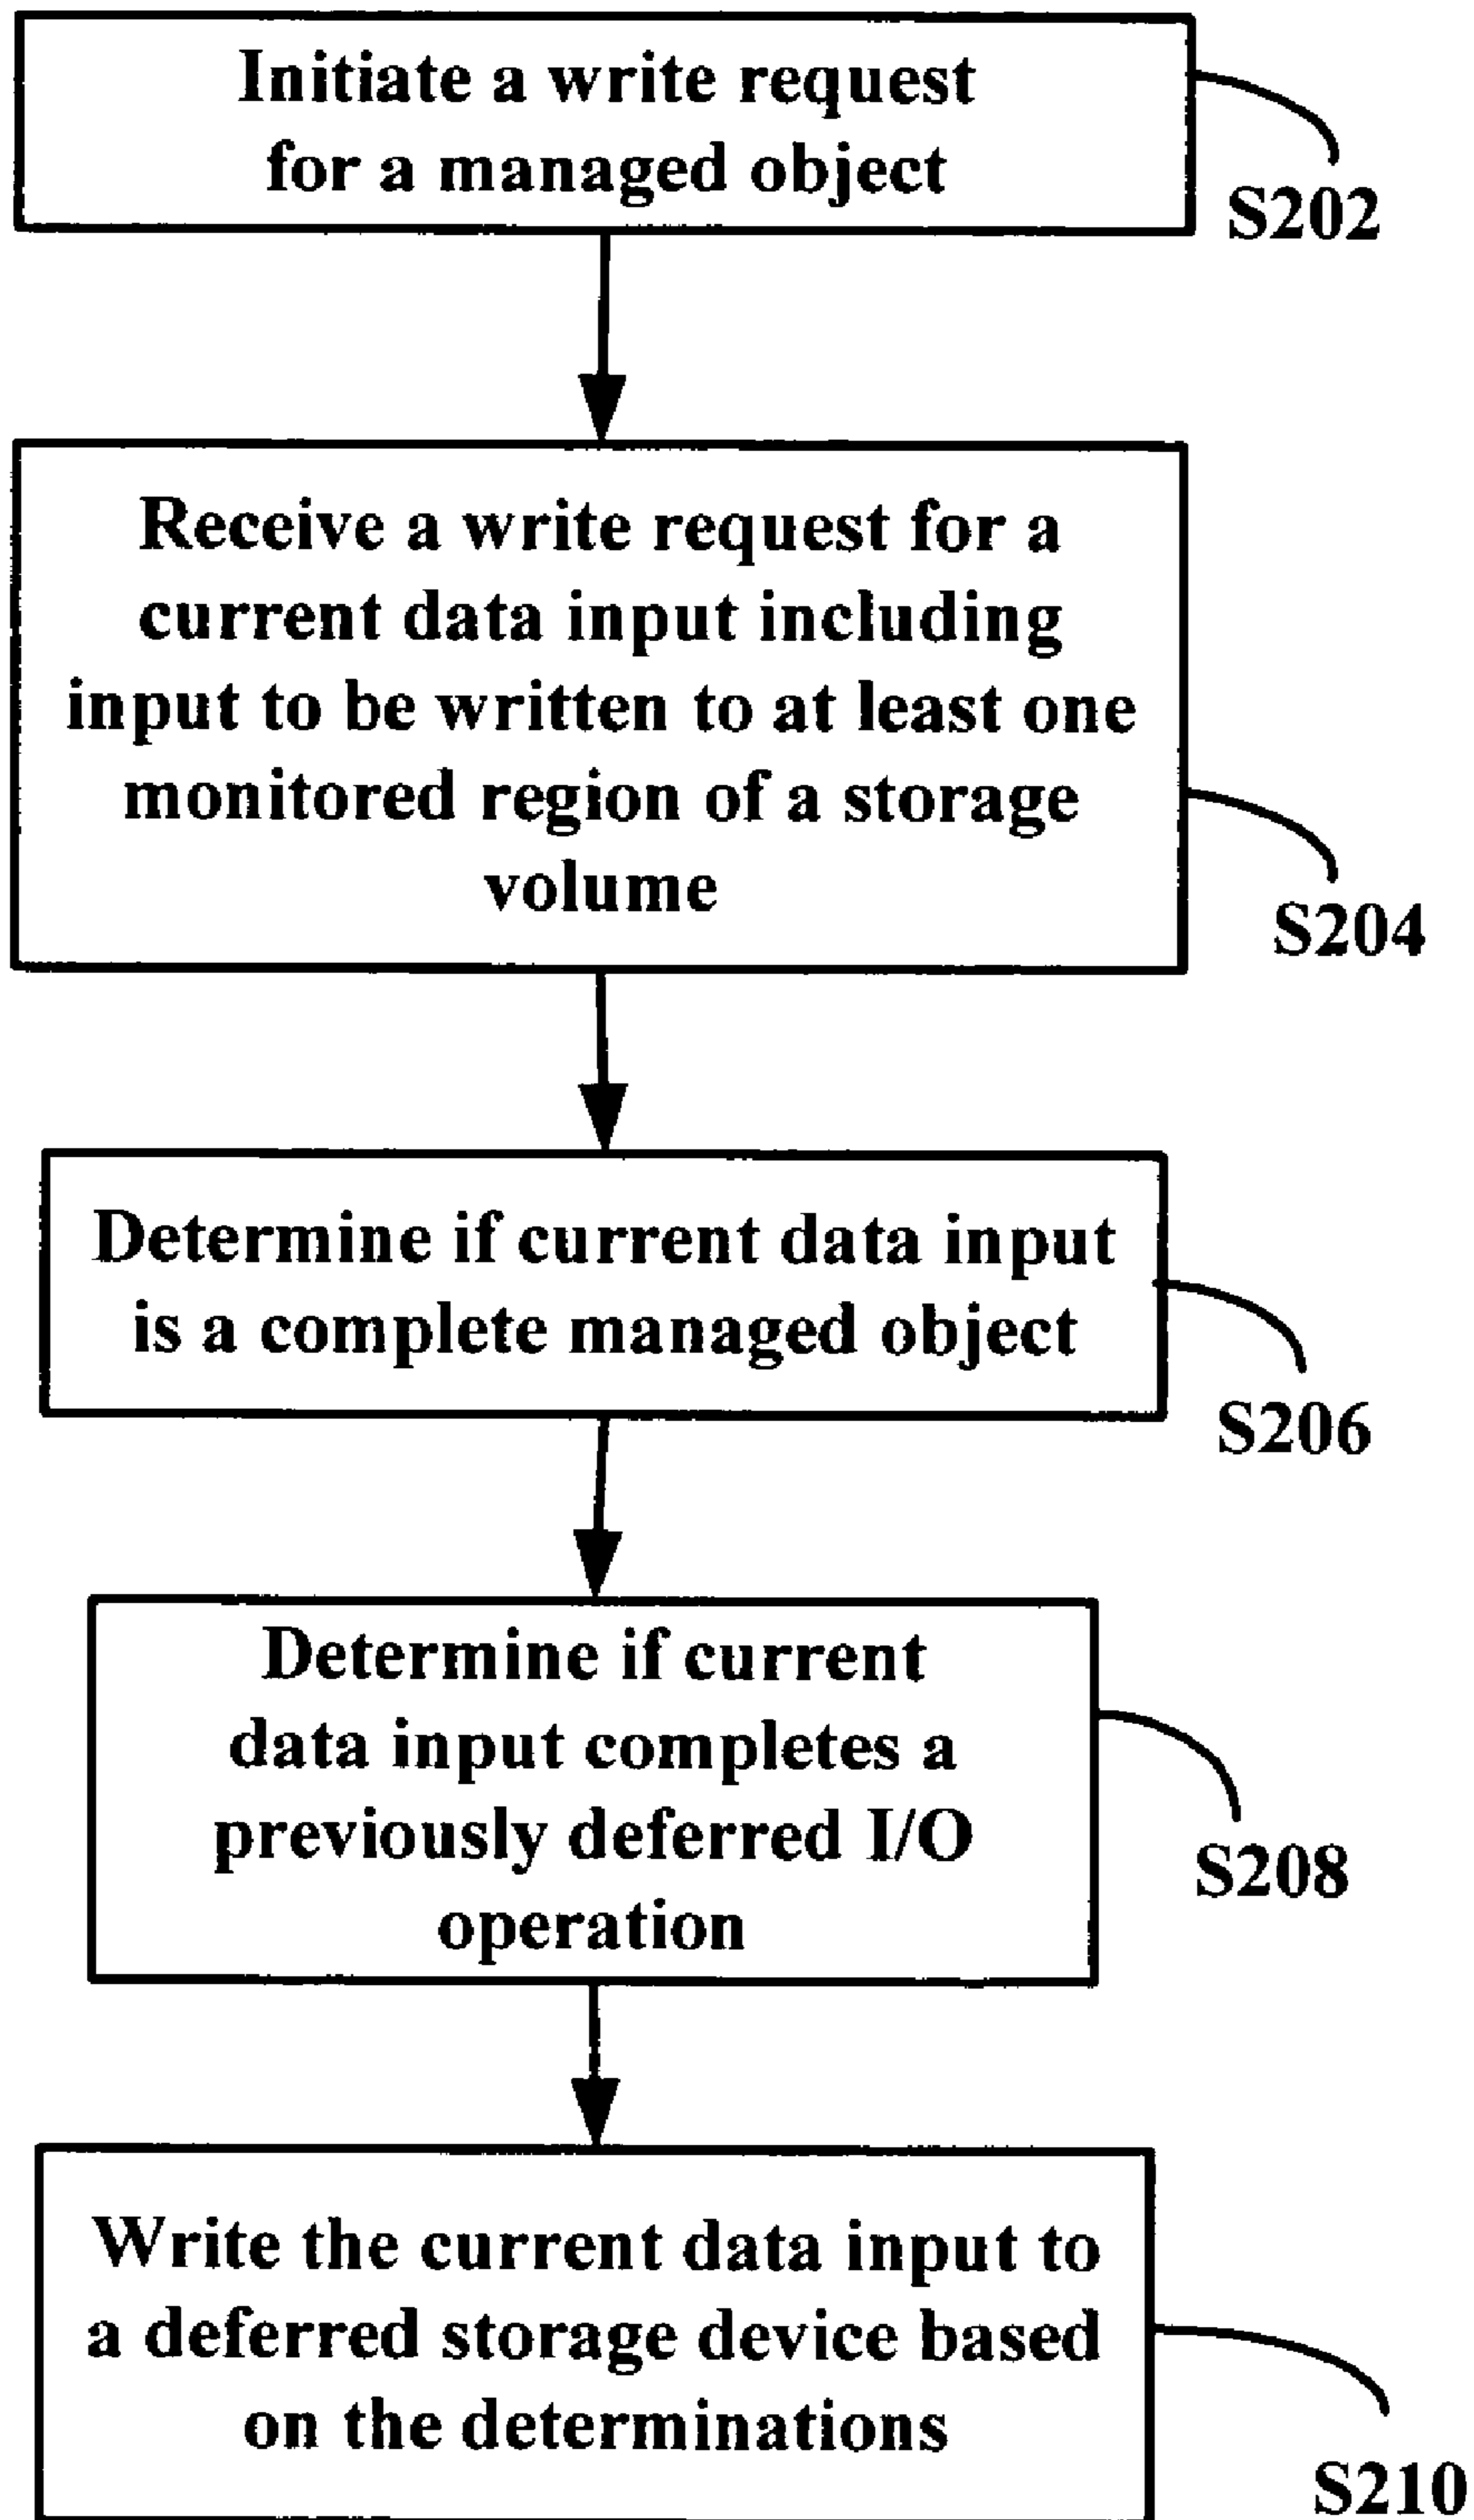 Initiate a write request
for a managed object
S202
Receive a write request for a
current data input including
input to be written to at least one
monitored region of a storage
volume
S204
Determine if current data input
is a complete managed object
S206
Determine if current
data input completes a
previously deferred I/O
operation
S208
Write the current data input to
a deferred storage device based
on the determinations
S210